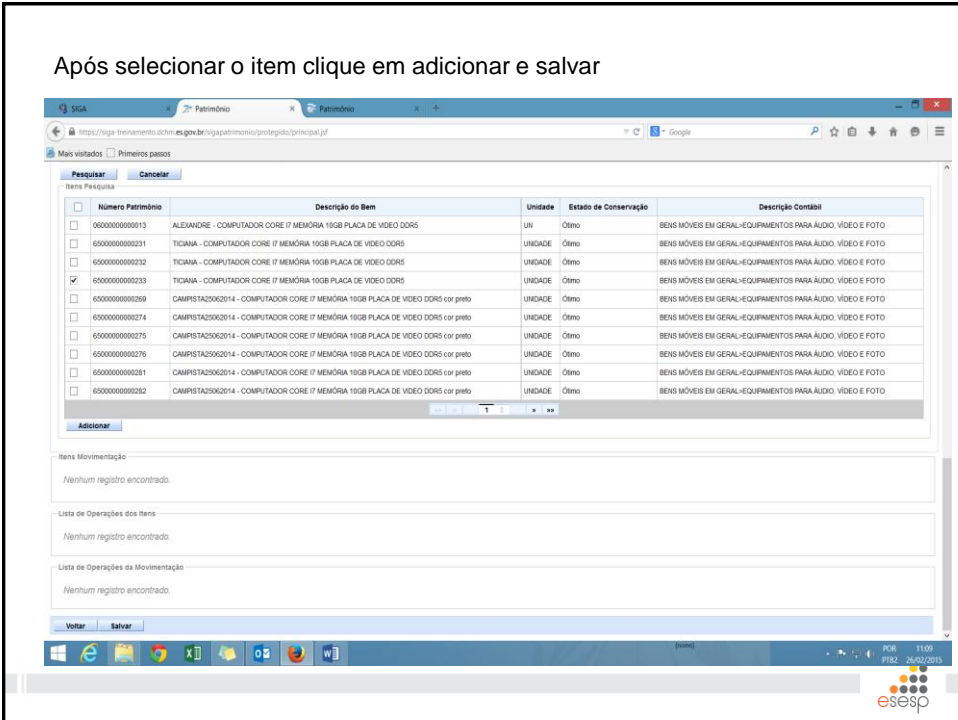 Após selecionar o item clique em adicionar e salvar
SIGA
Patrimônio
Patrimônio
https://siga-treinamento.dchm.es.gov.br/sigapatrimonio/protegido/principal.jsf
Google
Mais visitados Primeiros passos
Pesquisar Cancelar
Itens Pesquisa
Número Patrimônio Descrição do Bem Unidade Estado de Conservação Descrição Contábil
06000000000013 ALEXANDRE - COMPUTADOR CORE I7 MEMÓRIA 10GB PLACA DE VIDEO DDR5 UN Ótimo BENS MÓVEIS EM GERAL>EQUIPAMENTOS PARA ÁUDIO, VÍDEO E FOTO
65000000000231 TICIANA - COMPUTADOR CORE I7 MEMÓRIA 10GB PLACA DE VIDEO DDR5 UNIDADE Ótimo BENS MÓVEIS EM GERAL>EQUIPAMENTOS PARA ÁUDIO, VÍDEO E FOTO
65000000000232 TICIANA - COMPUTADOR CORE I7 MEMÓRIA 10GB PLACA DE VIDEO DDR5 UNIDADE Ótimo BENS MÓVEIS EM GERAL>EQUIPAMENTOS PARA ÁUDIO, VÍDEO E FOTO
65000000000233 TICIANA - COMPUTADOR CORE I7 MEMÓRIA 10GB PLACA DE VIDEO DDR5 UNIDADE Ótimo BENS MÓVEIS EM GERAL>EQUIPAMENTOS PARA ÁUDIO, VÍDEO E FOTO
65000000000269 CAMPISTA25062014 - COMPUTADOR CORE I7 MEMÓRIA 10GB PLACA DE VIDEO DDR5 cor preto UNIDADE Ótimo BENS MÓVEIS EM GERAL>EQUIPAMENTOS PARA ÁUDIO, VÍDEO E FOTO
65000000000274 CAMPISTA25062014 - COMPUTADOR CORE I7 MEMÓRIA 10GB PLACA DE VIDEO DDR5 cor preto UNIDADE Ótimo BENS MÓVEIS EM GERAL>EQUIPAMENTOS PARA ÁUDIO, VÍDEO E FOTO
65000000000275 CAMPISTA25062014 - COMPUTADOR CORE I7 MEMÓRIA 10GB PLACA DE VIDEO DDR5 cor preto UNIDADE Ótimo BENS MÓVEIS EM GERAL>EQUIPAMENTOS PARA ÁUDIO, VÍDEO E FOTO
65000000000276 CAMPISTA25062014 - COMPUTADOR CORE I7 MEMÓRIA 10GB PLACA DE VIDEO DDR5 cor preto UNIDADE Ótimo BENS MÓVEIS EM GERAL>EQUIPAMENTOS PARA ÁUDIO, VÍDEO E FOTO
65000000000281 CAMPISTA25062014 - COMPUTADOR CORE I7 MEMÓRIA 10GB PLACA DE VIDEO DDR5 cor preto UNIDADE Ótimo BENS MÓVEIS EM GERAL>EQUIPAMENTOS PARA ÁUDIO, VÍDEO E FOTO
65000000000282 CAMPISTA25062014 - COMPUTADOR CORE I7 MEMÓRIA 10GB PLACA DE VIDEO DDR5 cor preto UNIDADE Ótimo BENS MÓVEIS EM GERAL>EQUIPAMENTOS PARA ÁUDIO, VÍDEO E FOTO
1 » »»
Adicionar
Itens Movimentação
Nenhum registro encontrado.
Lista de Operações dos Itens
Nenhum registro encontrado.
Lista de Operações da Movimentação
Nenhum registro encontrado.
Voltar Salvar
POR 11:09
PTB2 26/02/2015
esesp